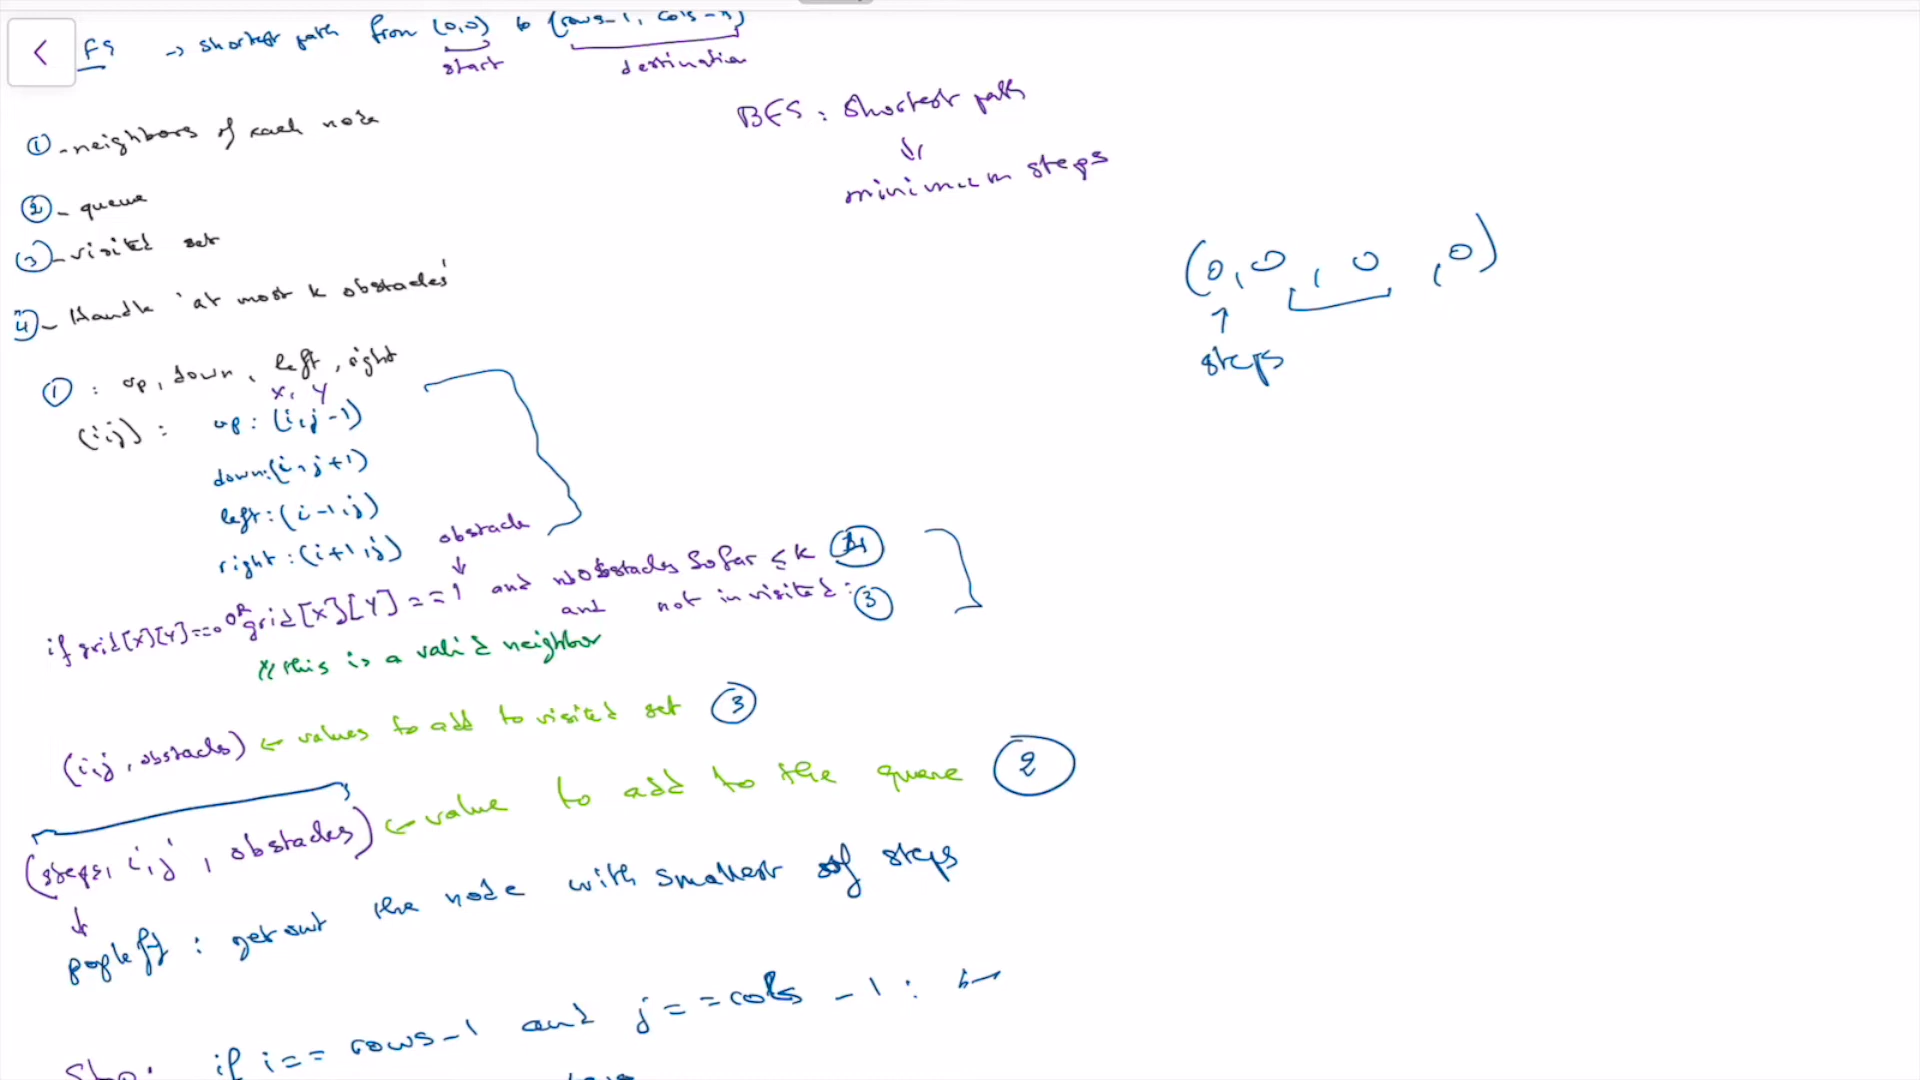 FS → shortest path from (0,0) to (rows-1, cols-1)
start
destination
BFS : Shortest path
minimum steps
① - neighbors of each node
② - queue
③ - visited set
④ - Handle 'at most k obstacles'
(0, 0, 0, 0)
↑
steps
① : up, down, left, right
x, y
(i,j) : up : (i, j-1)
down: (i, j+1)
left : (i-1, j)
right : (i+1, j)
obstacle
if grid[x][y]==0 or grid[x][y]==1 and obstacles so far ≤ k ④
and not in visited : ③
this is a valid neighbor
(i,j, obstacles) ← values to add to visited set ③
(steps, i,j, obstacles) ← value to add to the queue ②
popleft : get out the node with smallest of steps
if i == rows-1 and j == cols-1 :